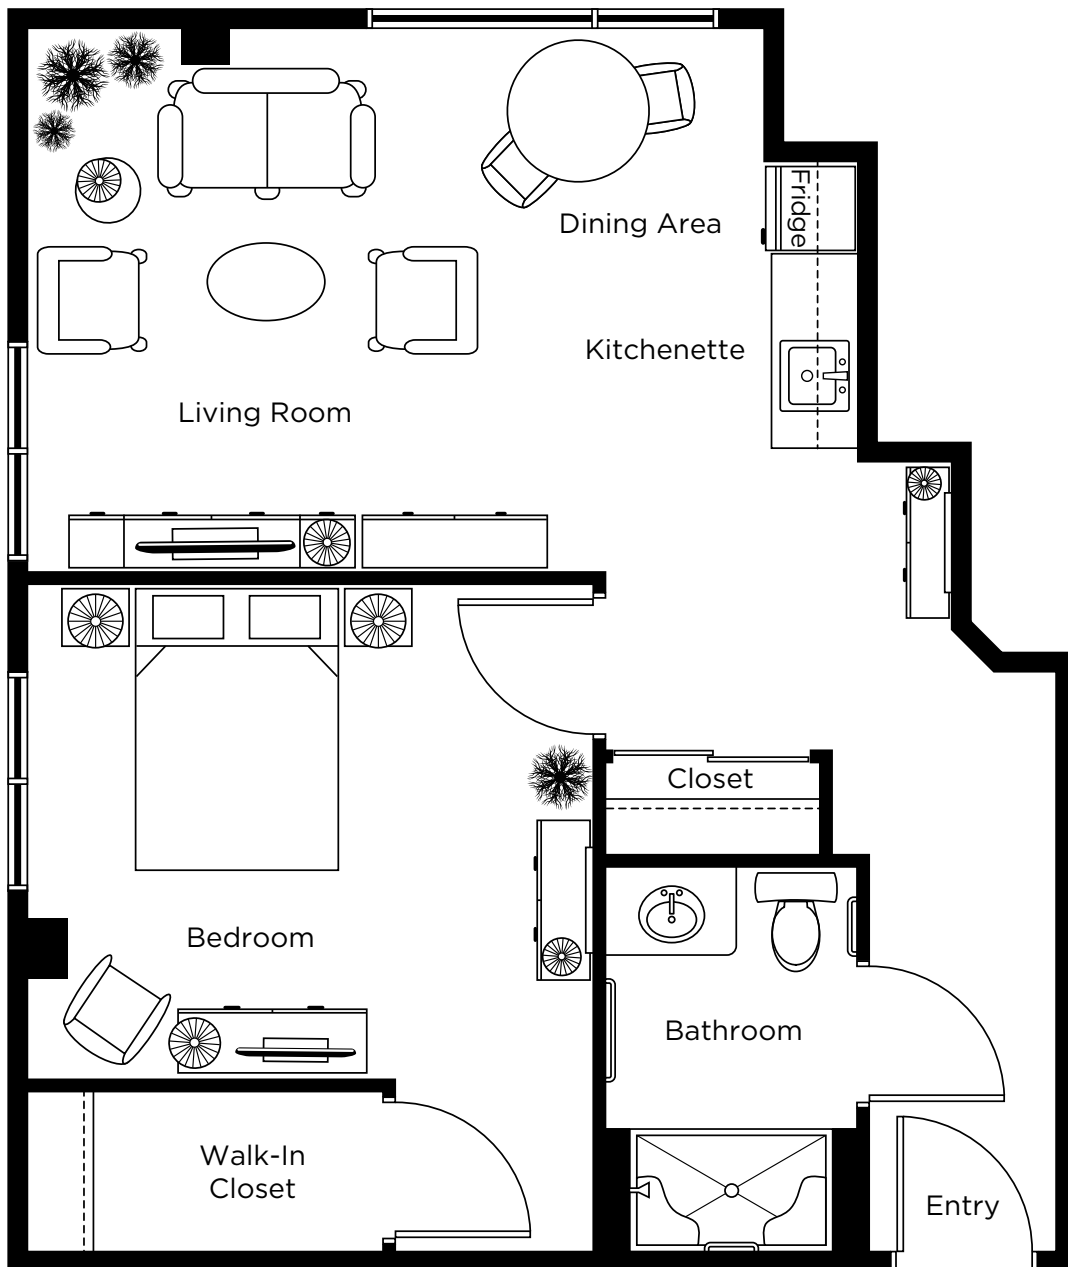 Fridge
Dining Area
Kitchenette
Living Room
Closet
Bedroom
Bathroom
Walk-In
Closet
Entry